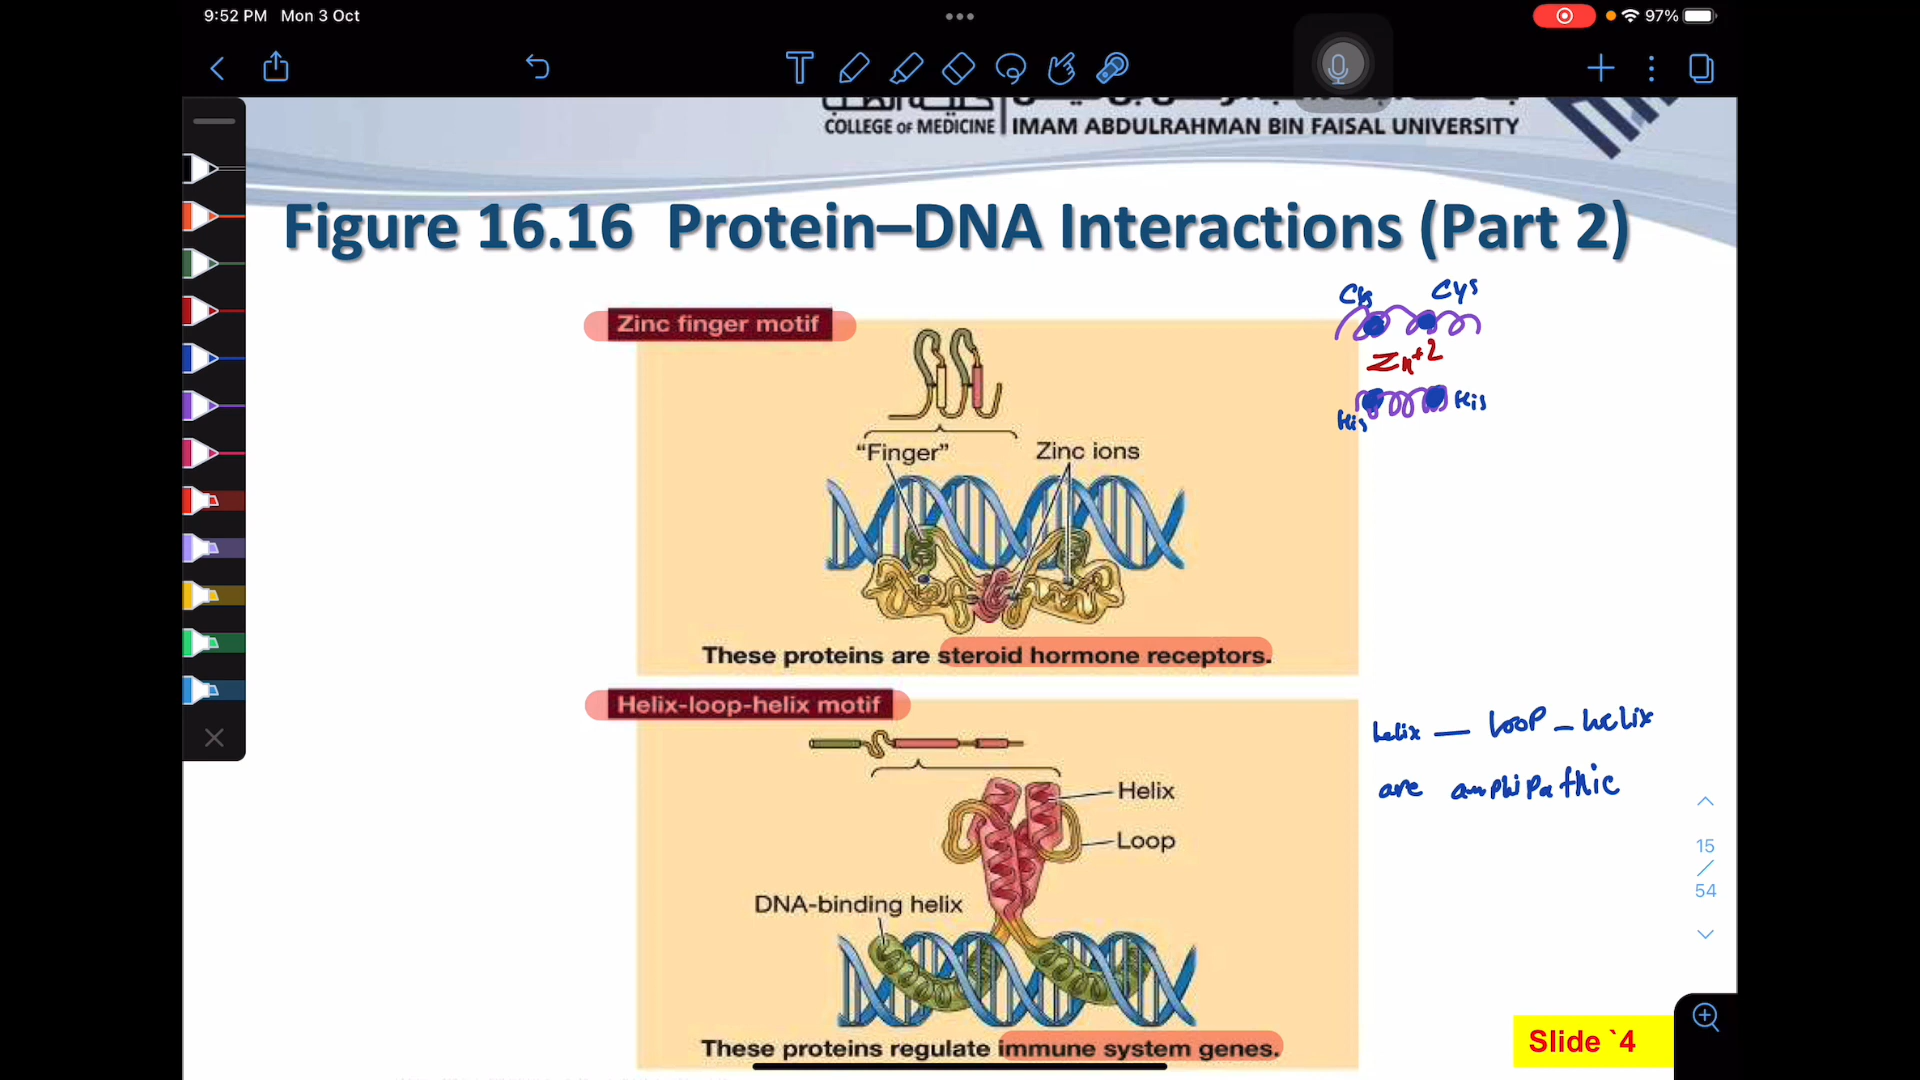 9:52 PM Mon 3 Oct
97%
COLLEGE OF MEDICINE
IMAM ABDULRAHMAN BIN FAISAL UNIVERSITY
Figure 16.16 Protein–DNA Interactions (Part 2)
Cys Cys
Zn+2
His His
Zinc finger motif
“Finger”
Zinc ions
These proteins are steroid hormone receptors.
Helix-loop-helix motif
helix — loop – helix
are amphipathic
Helix
Loop
DNA-binding helix
These proteins regulate immune system genes.
15
/
54
Slide `4